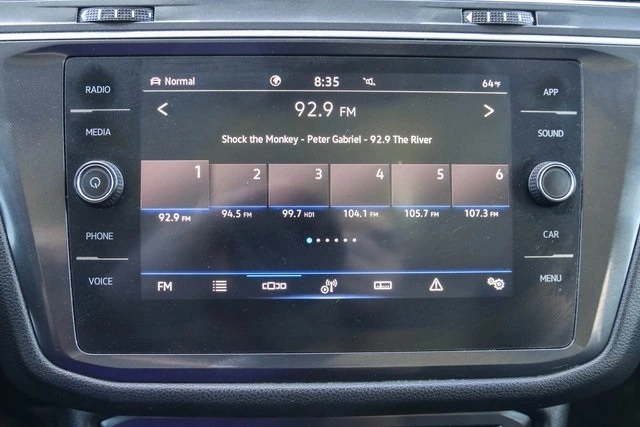 RADIO
MEDIA
PHONE
VOICE
Normal
8:35
64°F
92.9 FM
Shock the Monkey - Peter Gabriel - 92.9 The River
1 2 3 4 5 6
92.9 FM 94.5 FM 99.7 HD1 104.1 FM 105.7 FM 107.3 FM
FM
APP
SOUND
CAR
MENU